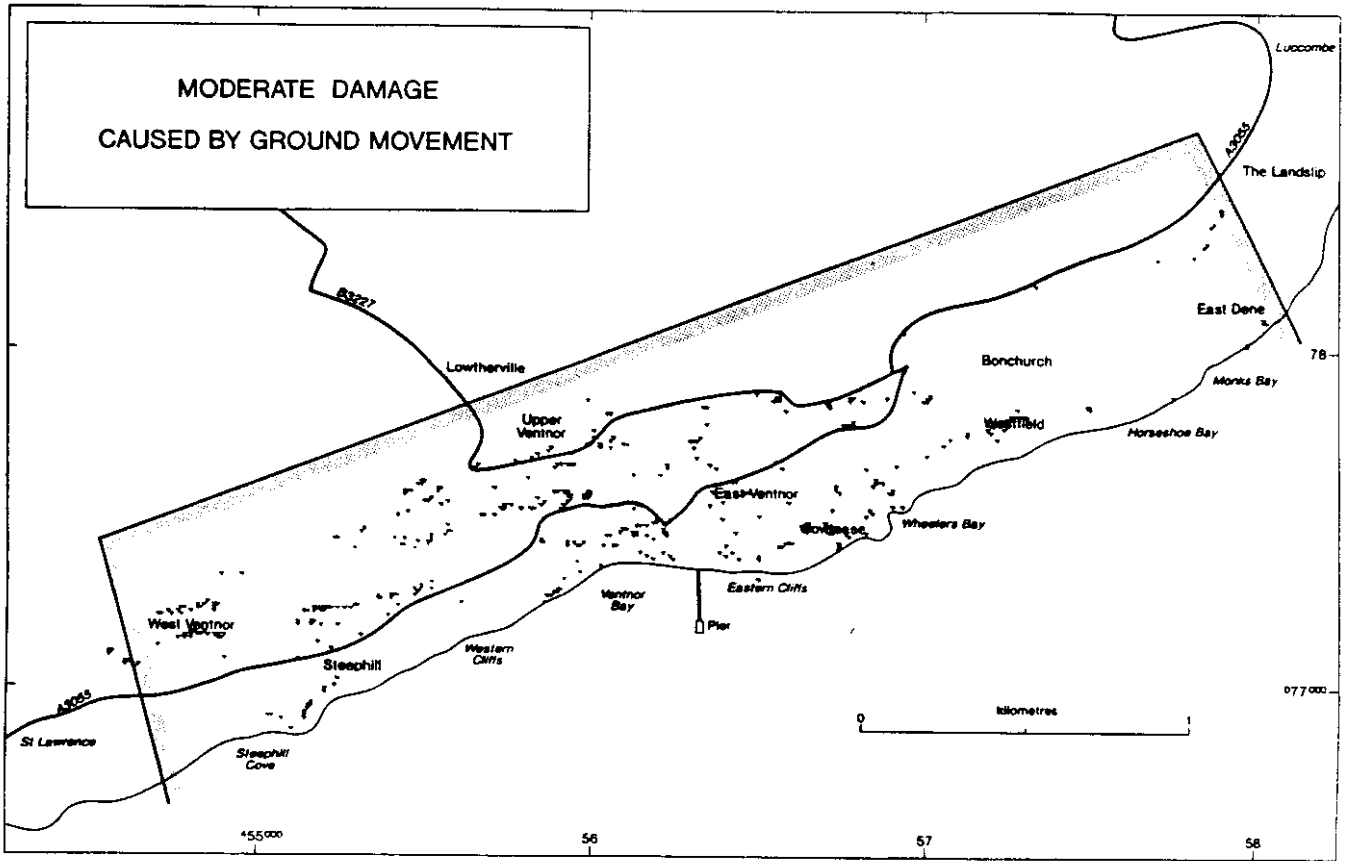 MODERATE DAMAGE
CAUSED BY GROUND MOVEMENT
Luccombe
A3055
The Landslip
B3227
East Dene
Lowtherville
78
Bonchurch
Monks Bay
Upper
Ventnor
Westfield
Horseshoe Bay
East Ventnor
Wheelers Bay
Ventnor
Bay
Eastern Cliffs
West Ventnor
Pier
Western
Cliffs
Steephill
077000
A3055
kilometres
0
1
St Lawrence
Steephill
Cove
455000
56
57
58